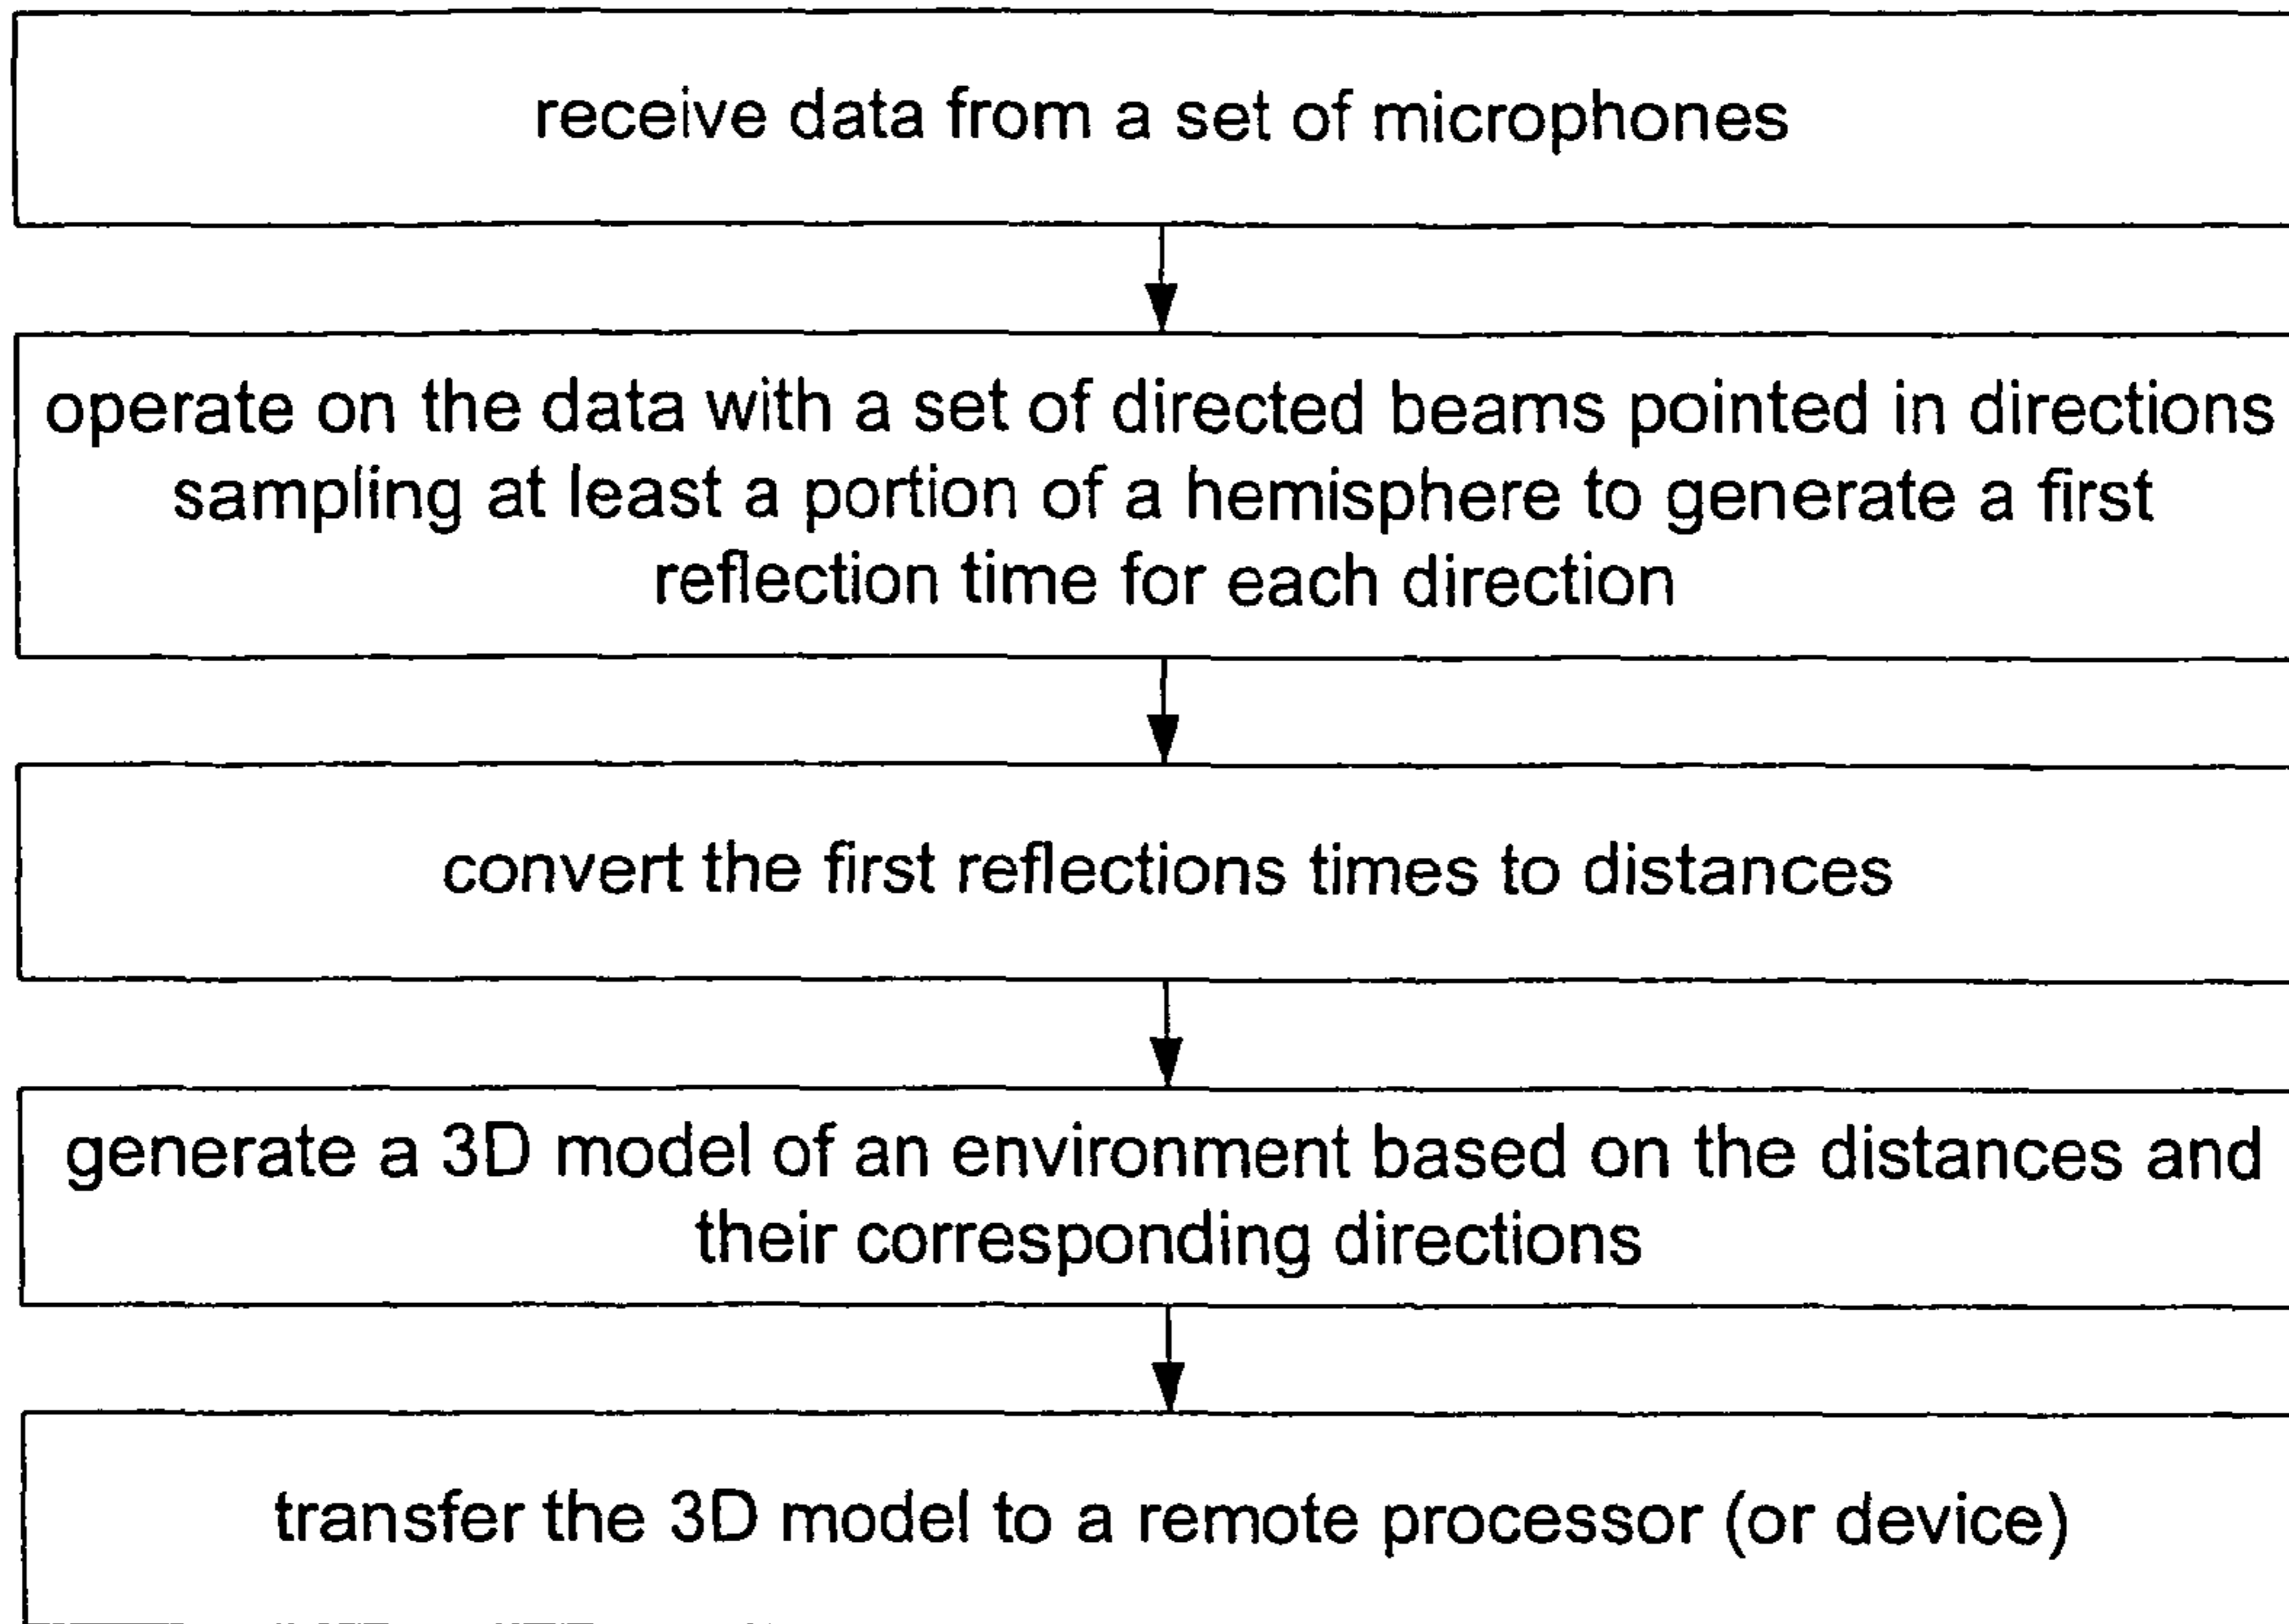 receive data from a set of microphones
operate on the data with a set of directed beams pointed in directions
sampling at least a portion of a hemisphere to generate a first
reflection time for each direction
convert the first reflections times to distances
generate a 3D model of an environment based on the distances and
their corresponding directions
transfer the 3D model to a remote processor (or device)